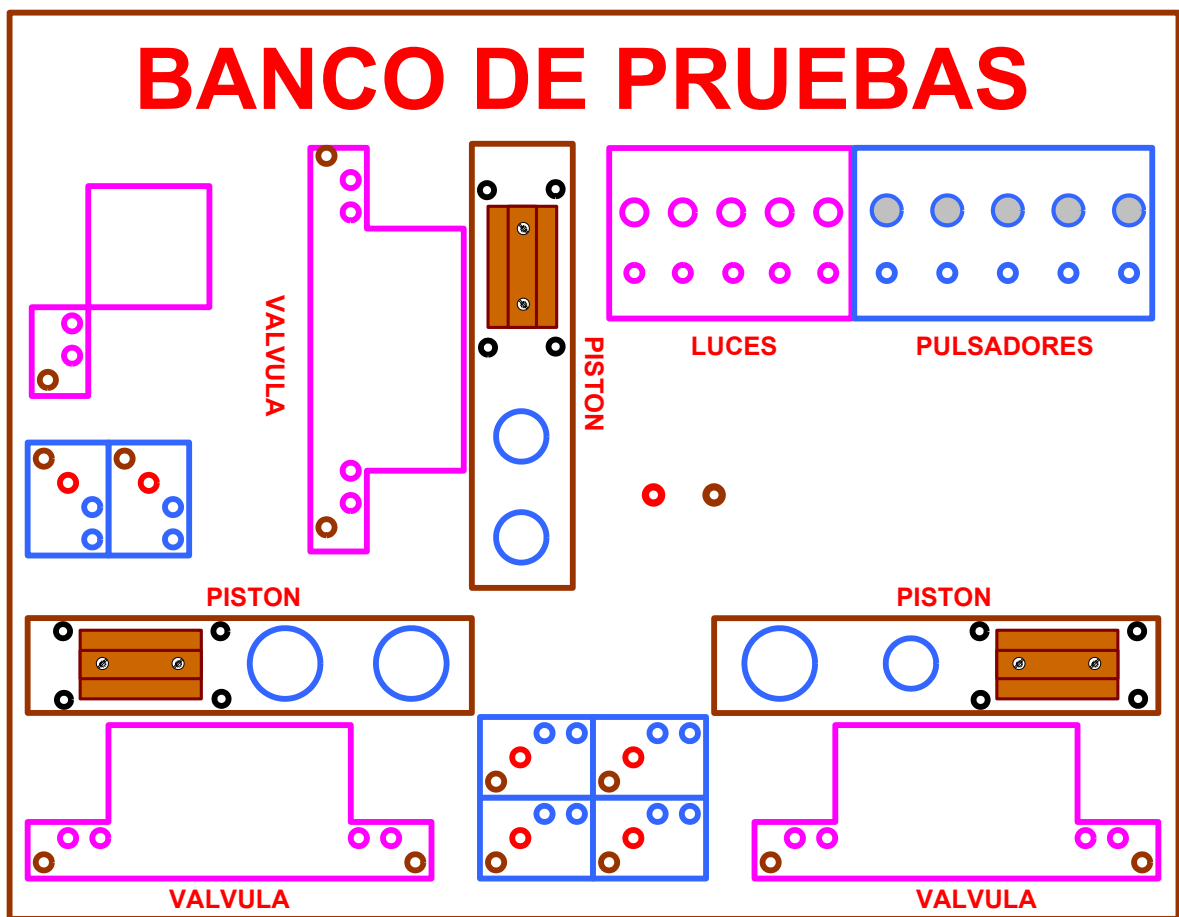 BANCO DE PRUEBAS
LUCES
PULSADORES
VALVULA
PISTON
PISTON
PISTON
VALVULA
VALVULA